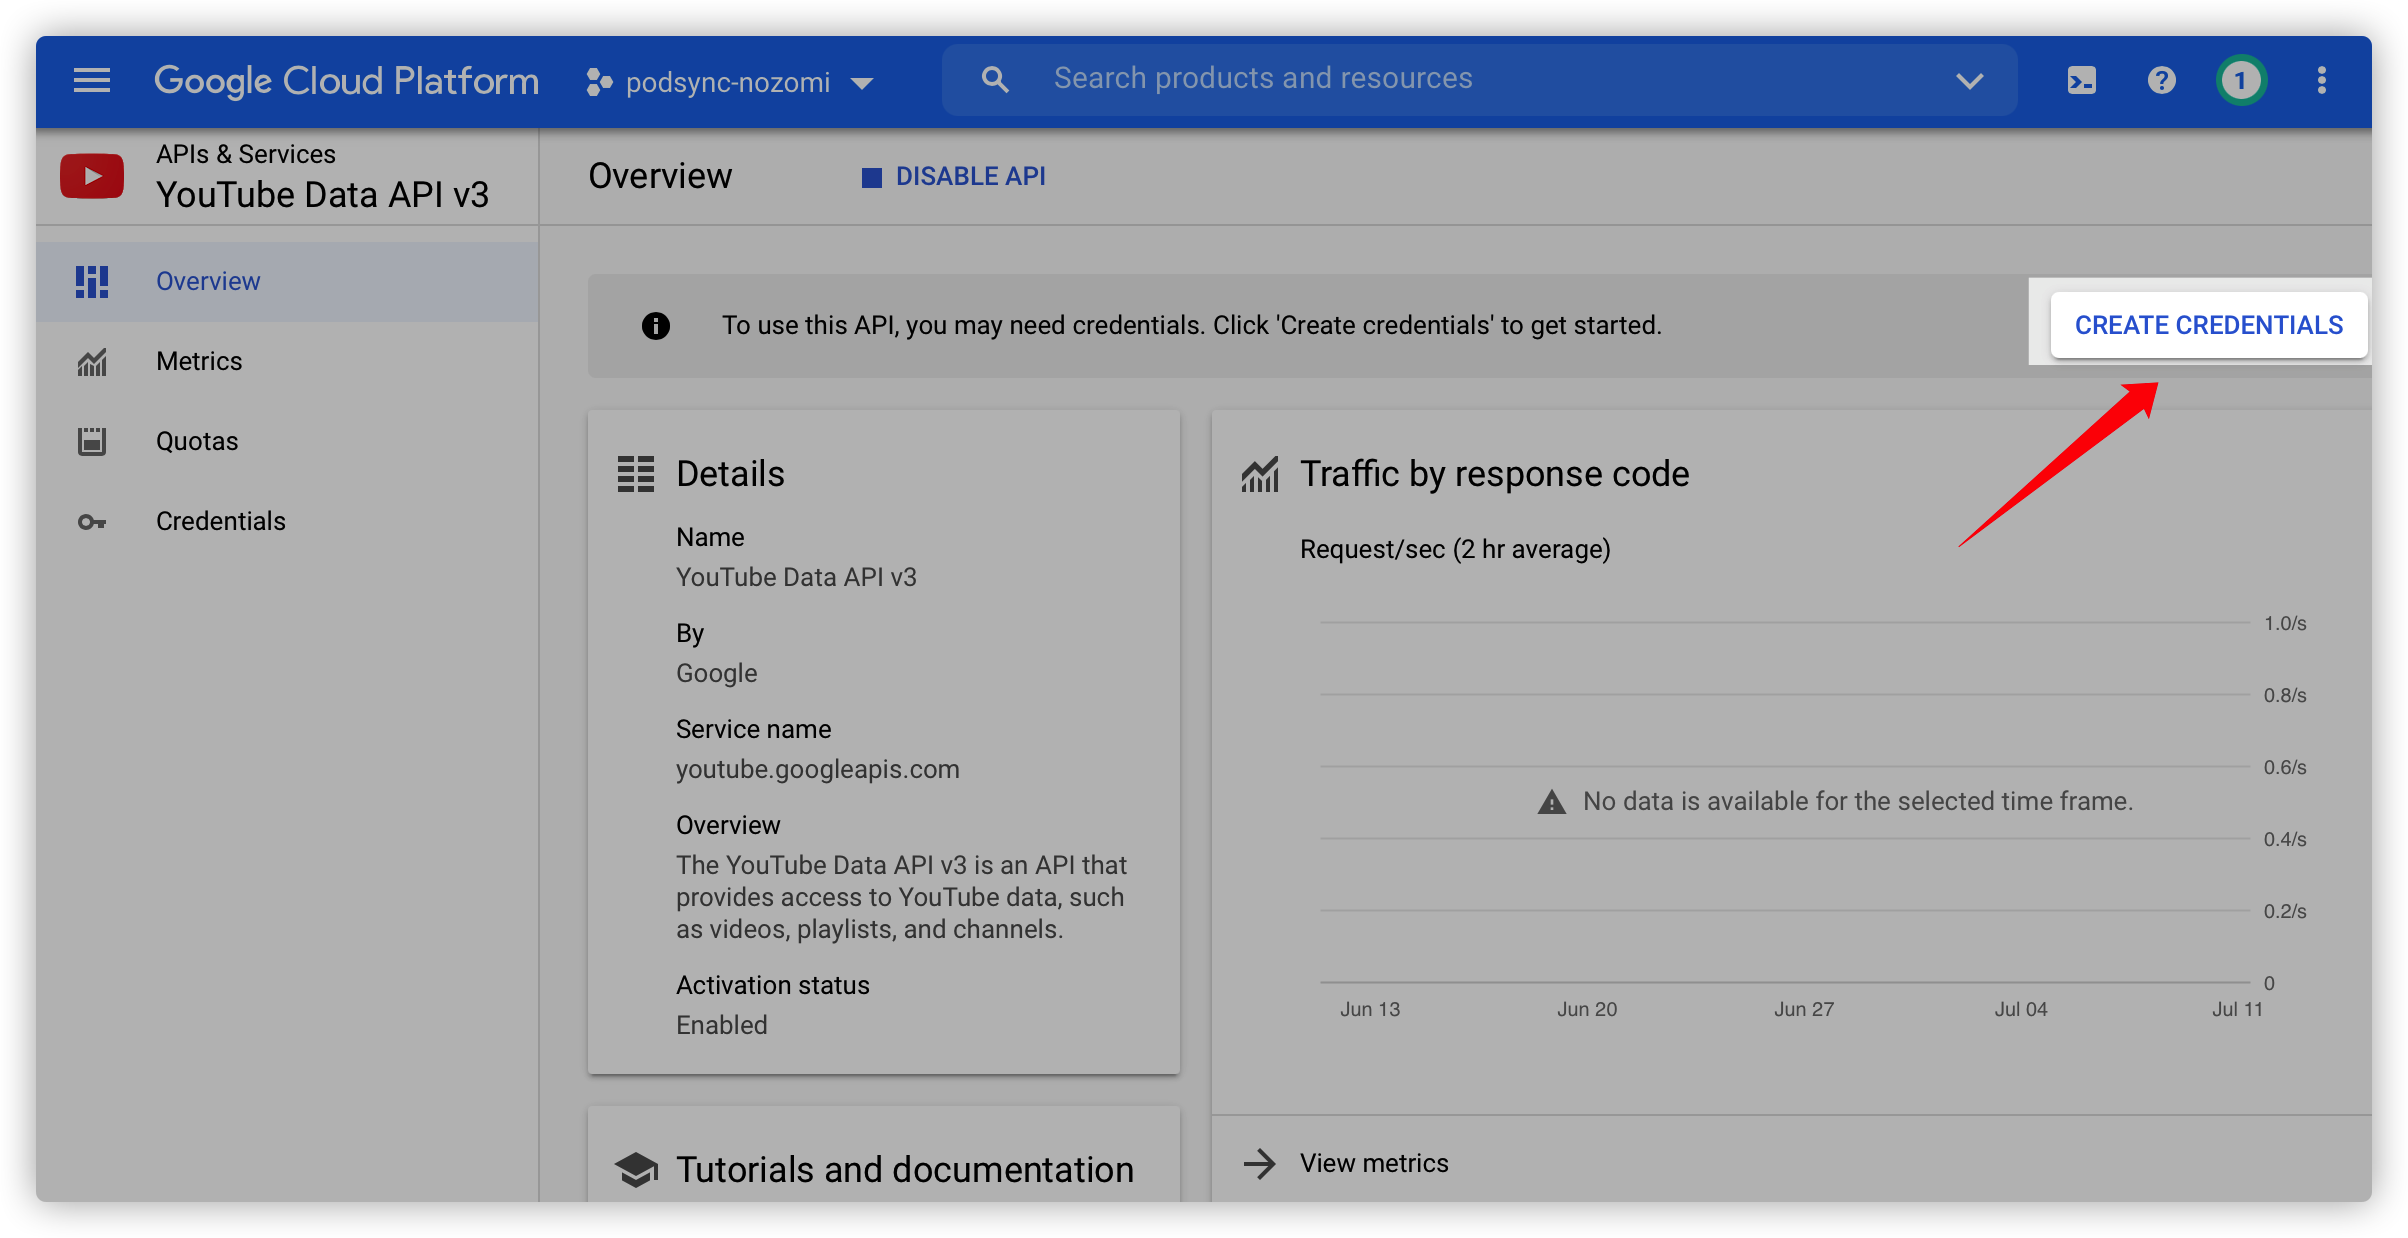 Google Cloud Platform
podsync-nozomi
Search products and resources
1
APIs & Services
YouTube Data API v3
Overview
DISABLE API
Overview
Metrics
Quotas
Credentials
To use this API, you may need credentials. Click 'Create credentials' to get started.
CREATE CREDENTIALS
Details
Name
YouTube Data API v3
By
Google
Service name
youtube.googleapis.com
Overview
The YouTube Data API v3 is an API that
provides access to YouTube data, such
as videos, playlists, and channels.
Activation status
Enabled
Tutorials and documentation
Traffic by response code
Request/sec (2 hr average)
1.0/s
0.8/s
0.6/s
No data is available for the selected time frame.
0.4/s
0.2/s
0
Jun 13
Jun 20
Jun 27
Jul 04
Jul 11
View metrics